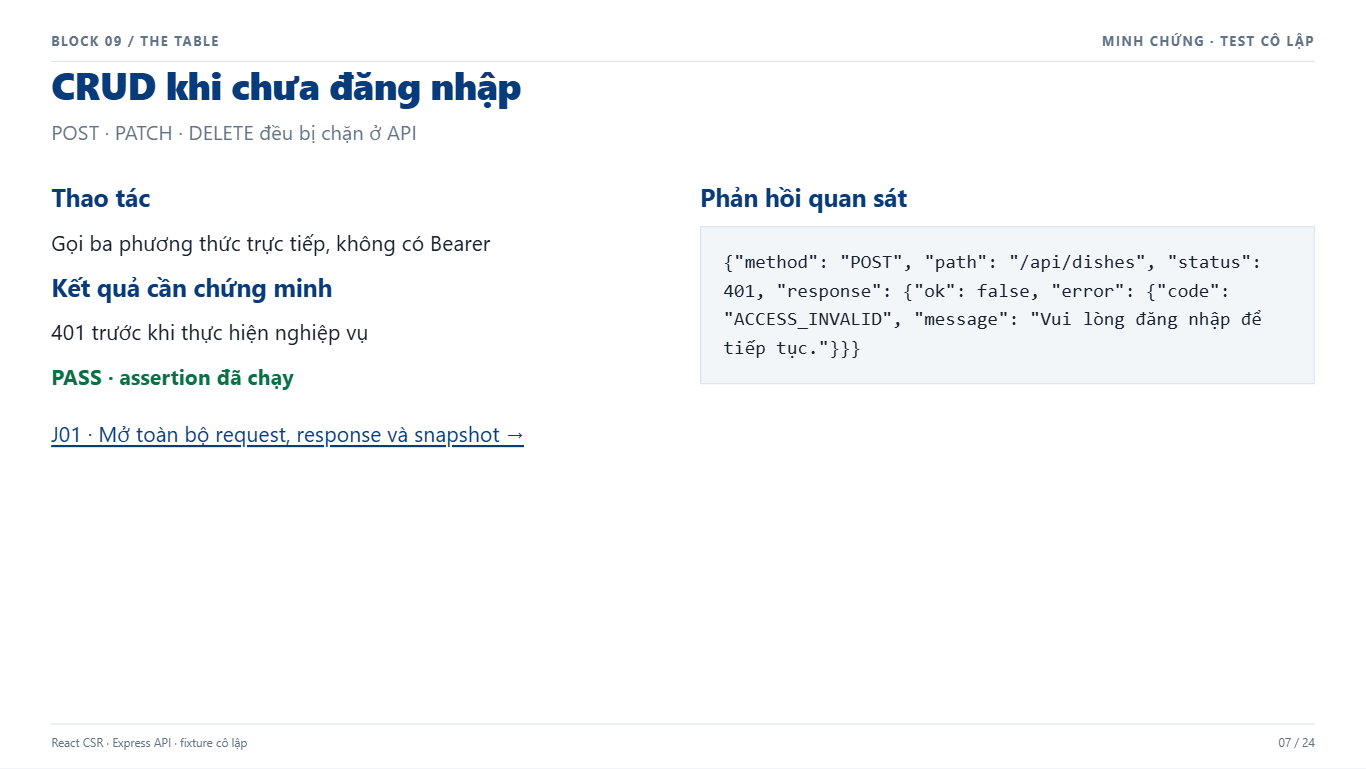 BLOCK 09 / THE TABLE
MINH CHỨNG · TEST CÔ LẬP
CRUD khi chưa đăng nhập
POST · PATCH · DELETE đều bị chặn ở API
Thao tác
Gọi ba phương thức trực tiếp, không có Bearer
Kết quả cần chứng minh
401 trước khi thực hiện nghiệp vụ
PASS · assertion đã chạy
J01 · Mở toàn bộ request, response và snapshot →
Phản hồi quan sát
{"method": "POST", "path": "/api/dishes", "status":
401, "response": {"ok": false, "error": {"code":
"ACCESS_INVALID", "message": "Vui lòng đăng nhập để
tiếp tục."}}}
React CSR · Express API · fixture cô lập
07 / 24